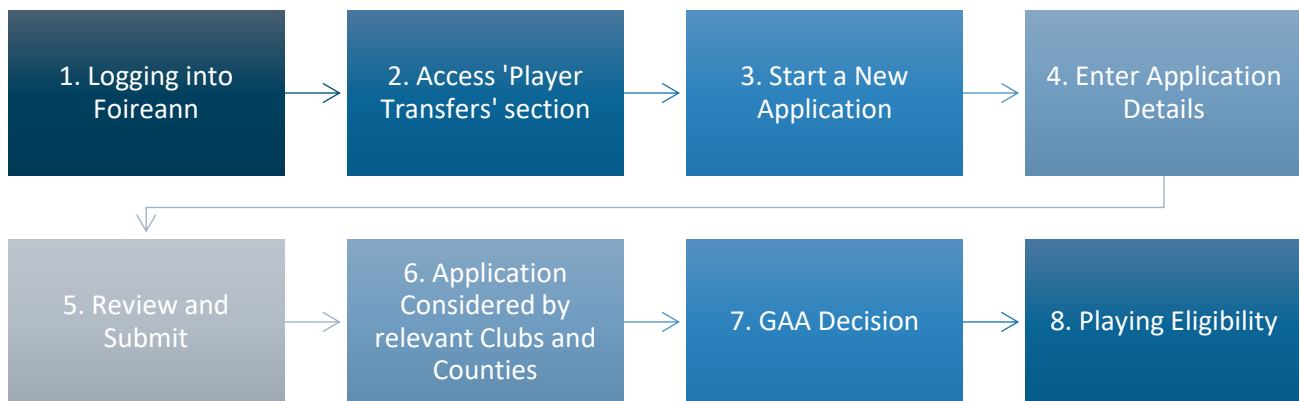 1. Logging into
Foireann
2. Access 'Player
Transfers' section
3. Start a New
Application
4. Enter Application
Details
5. Review and
Submit
6. Application
Considered by
relevant Clubs and
Counties
7. GAA Decision
8. Playing Eligibility